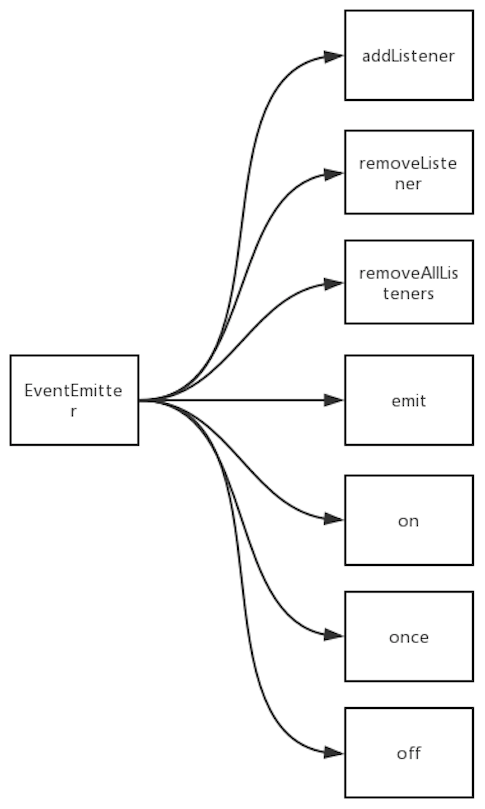 addListener
removeListe
ner
removeAllLis
teners
EventEmitte
r
emit
on
once
off